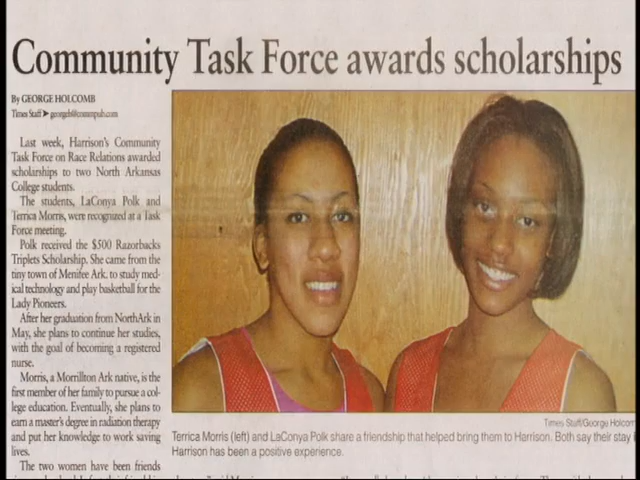 Community Task Force awards scholarships
By GEORGE HOLCOMB
Times Staff ➤ georgeh@commpub.com
Last week, Harrison's Community
Task Force on Race Relations awarded
scholarships to two North Arkansas
College students.
The students, LaConya Polk and
Terrica Morris, were recognized at a Task
Force meeting.
Polk received the $500 Razorbacks
Triplets Scholarship. She came from the
tiny town of Menifee Ark. to study med-
ical technology and play basketball for the
Lady Pioneers.
After her graduation from NorthArk in
May, she plans to continue her studies,
with the goal of becoming a registered
nurse.
Morris, a Morrillton Ark native, is the
first member of her family to pursue a col-
lege education. Eventually, she plans to
earn a master's degree in radiation therapy
and put her knowledge to work saving
lives.
The two women have been friends
Times Staff/George Holcom
Terrica Morris (left) and LaConya Polk share a friendship that helped bring them to Harrison. Both say their stay i
Harrison has been a positive experience.